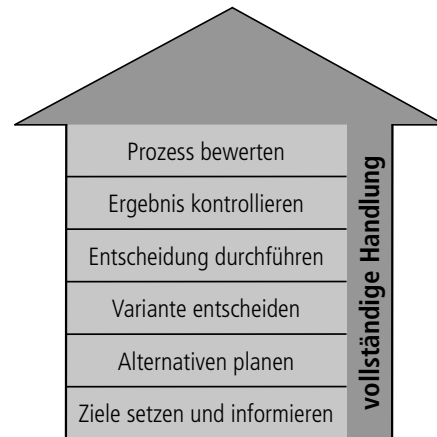 Prozess bewerten
Ergebnis kontrollieren
Entscheidung durchführen
Variante entscheiden
Alternativen planen
Ziele setzen und informieren
vollständige Handlung